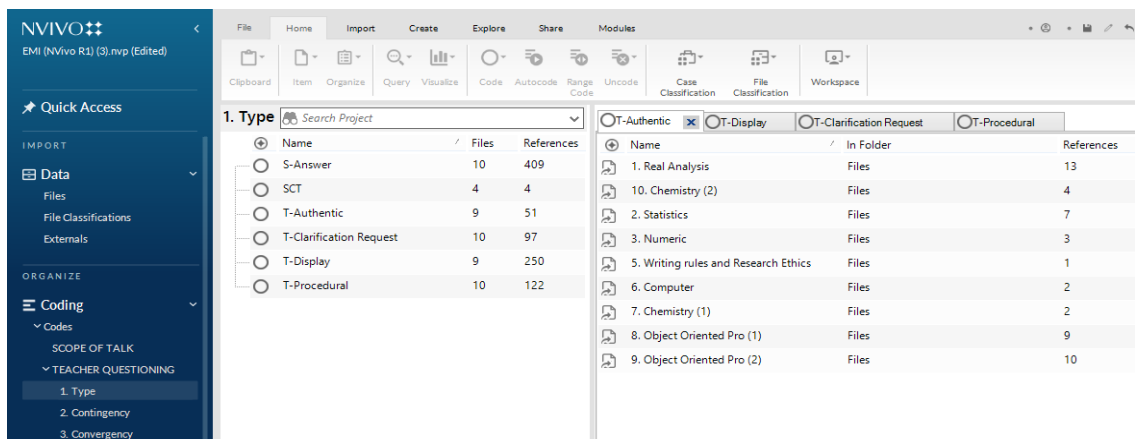 NVIVO
EMI (NVivo R1) (3).nvp (Edited)
Quick Access
IMPORT
Data
Files
File Classifications
Externals
ORGANIZE
Coding
Codes
SCOPE OF TALK
TEACHER QUESTIONING
1. Type
2. Contingency
3. Convergency
File Home Import Create Explore Share Modules
Clipboard Item Organize Query Visualize Code Autocode Range Code Uncode Case Classification File Classification Workspace
1. Type Search Project
Name Files References
S-Answer 10 409
SCT 4 4
T-Authentic 9 51
T-Clarification Request 10 97
T-Display 9 250
T-Procedural 10 122
T-Authentic T-Display T-Clarification Request T-Procedural
Name In Folder References
1. Real Analysis Files 13
10. Chemistry (2) Files 4
2. Statistics Files 7
3. Numeric Files 3
5. Writing rules and Research Ethics Files 1
6. Computer Files 2
7. Chemistry (1) Files 2
8. Object Oriented Pro (1) Files 9
9. Object Oriented Pro (2) Files 10